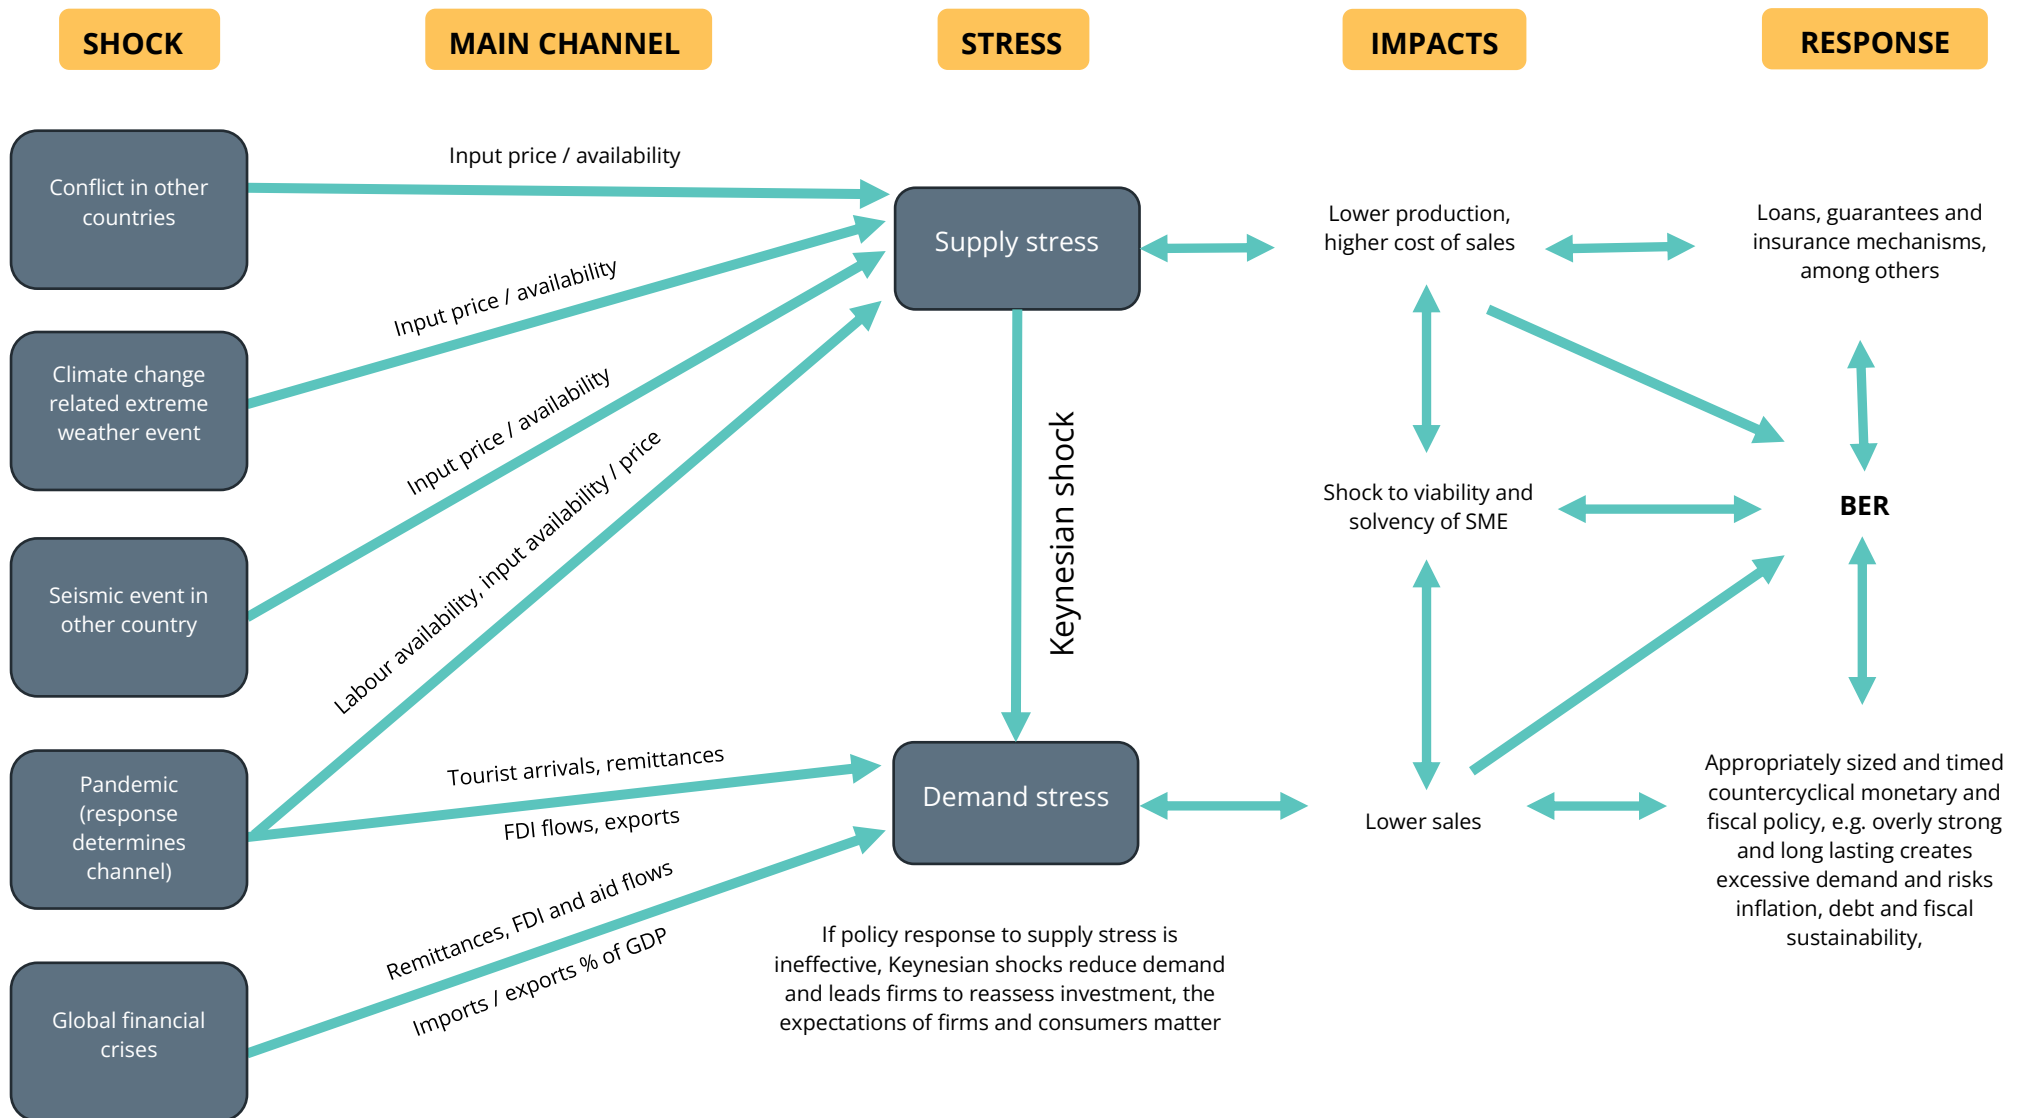 SHOCK
MAIN CHANNEL
STRESS
IMPACTS
RESPONSE
Conflict in other
countries
Climate change
related extreme
weather event
Seismic event in
other country
Pandemic
(response
determines
channel)
Global financial
crises
Input price / availability
Input price / availability
Input price / availability
Labour availability, input availability / price
Tourist arrivals, remittances
FDI flows, exports
Remittances, FDI and aid flows
Imports / exports % of GDP
Supply stress
Keynesian shock
Demand stress
If policy response to supply stress is
ineffective, Keynesian shocks reduce demand
and leads firms to reassess investment, the
expectations of firms and consumers matter
Lower production,
higher cost of sales
Shock to viability and
solvency of SME
Lower sales
Loans, guarantees and
insurance mechanisms,
among others
BER
Appropriately sized and timed
countercyclical monetary and
fiscal policy, e.g. overly strong
and long lasting creates
excessive demand and risks
inflation, debt and fiscal
sustainability,